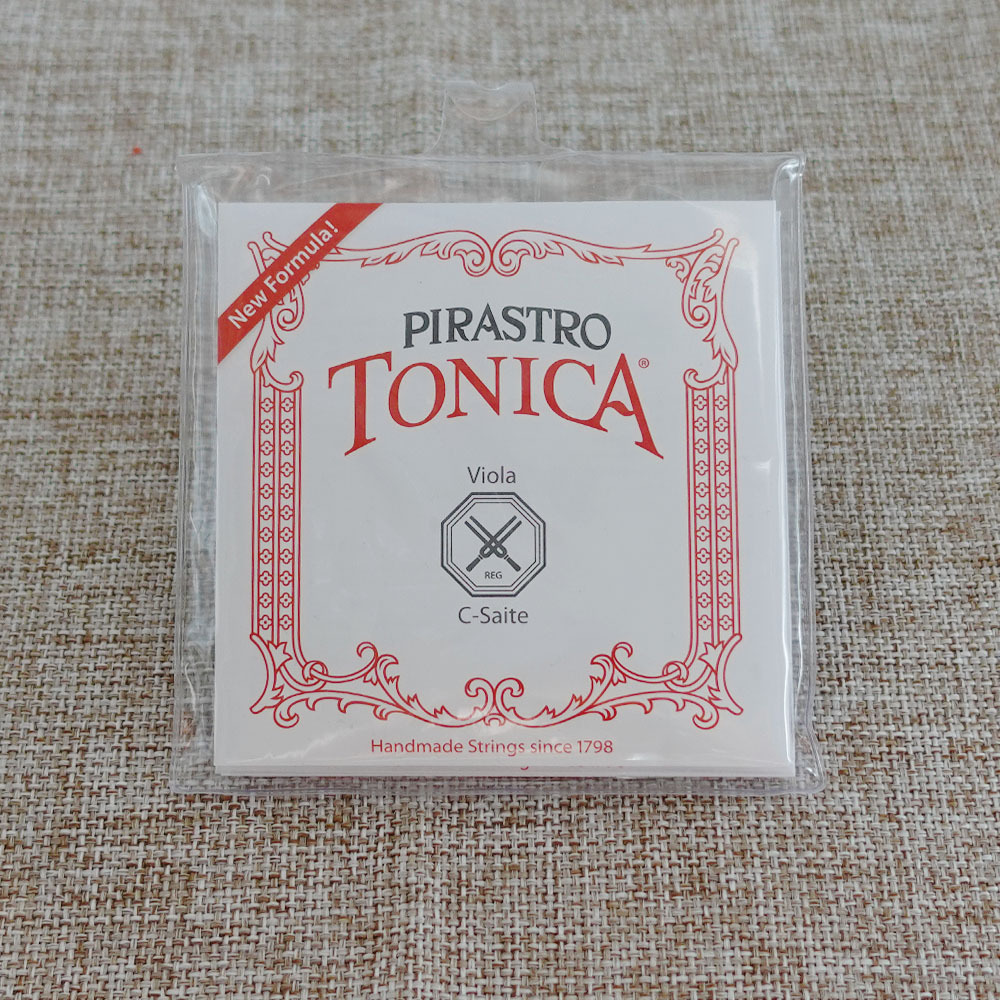 New Formula!
PIRASTRO
TONICA®
Viola
REG
C-Saite
Handmade Strings since 1798